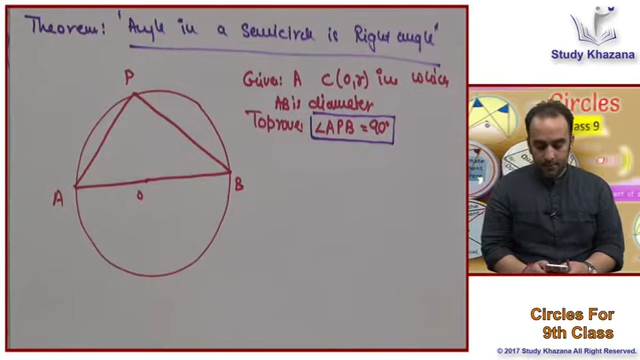 Theorem: "Angle in a Semicircle is Right angle"
Given: A C(O,r) in which
AB is diameter
To prove: ∠APB = 90°
P
A
O
B
Study Khazana
Circles
Class 9
Circles For
9th Class
© 2017 Study Khazana. All Rights Reserved.